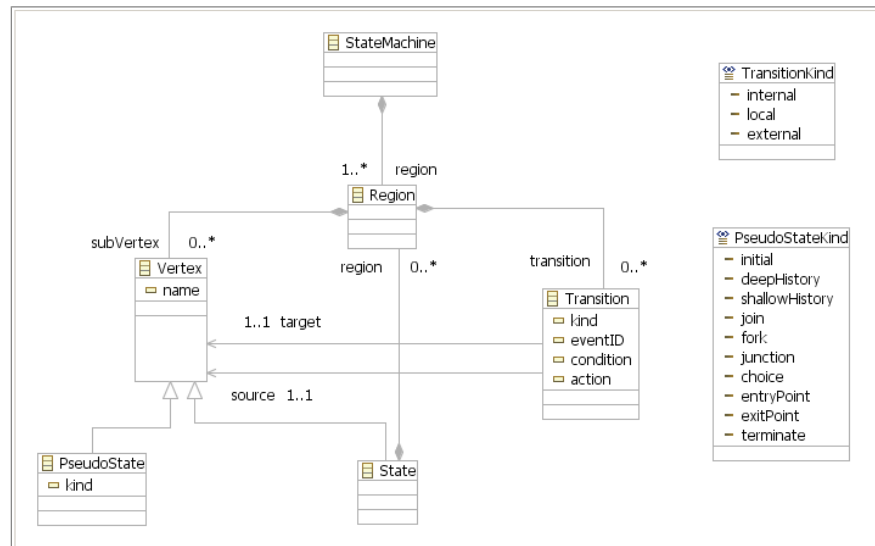 StateMachine
TransitionKind
internal
local
external
1..* region
Region
subVertex 0..*
region 0..*
transition 0..*
PseudoStateKind
initial
deepHistory
shallowHistory
join
fork
junction
choice
entryPoint
exitPoint
terminate
Vertex
name
Transition
kind
eventID
condition
action
1..1 target
source 1..1
PseudoState
kind
State